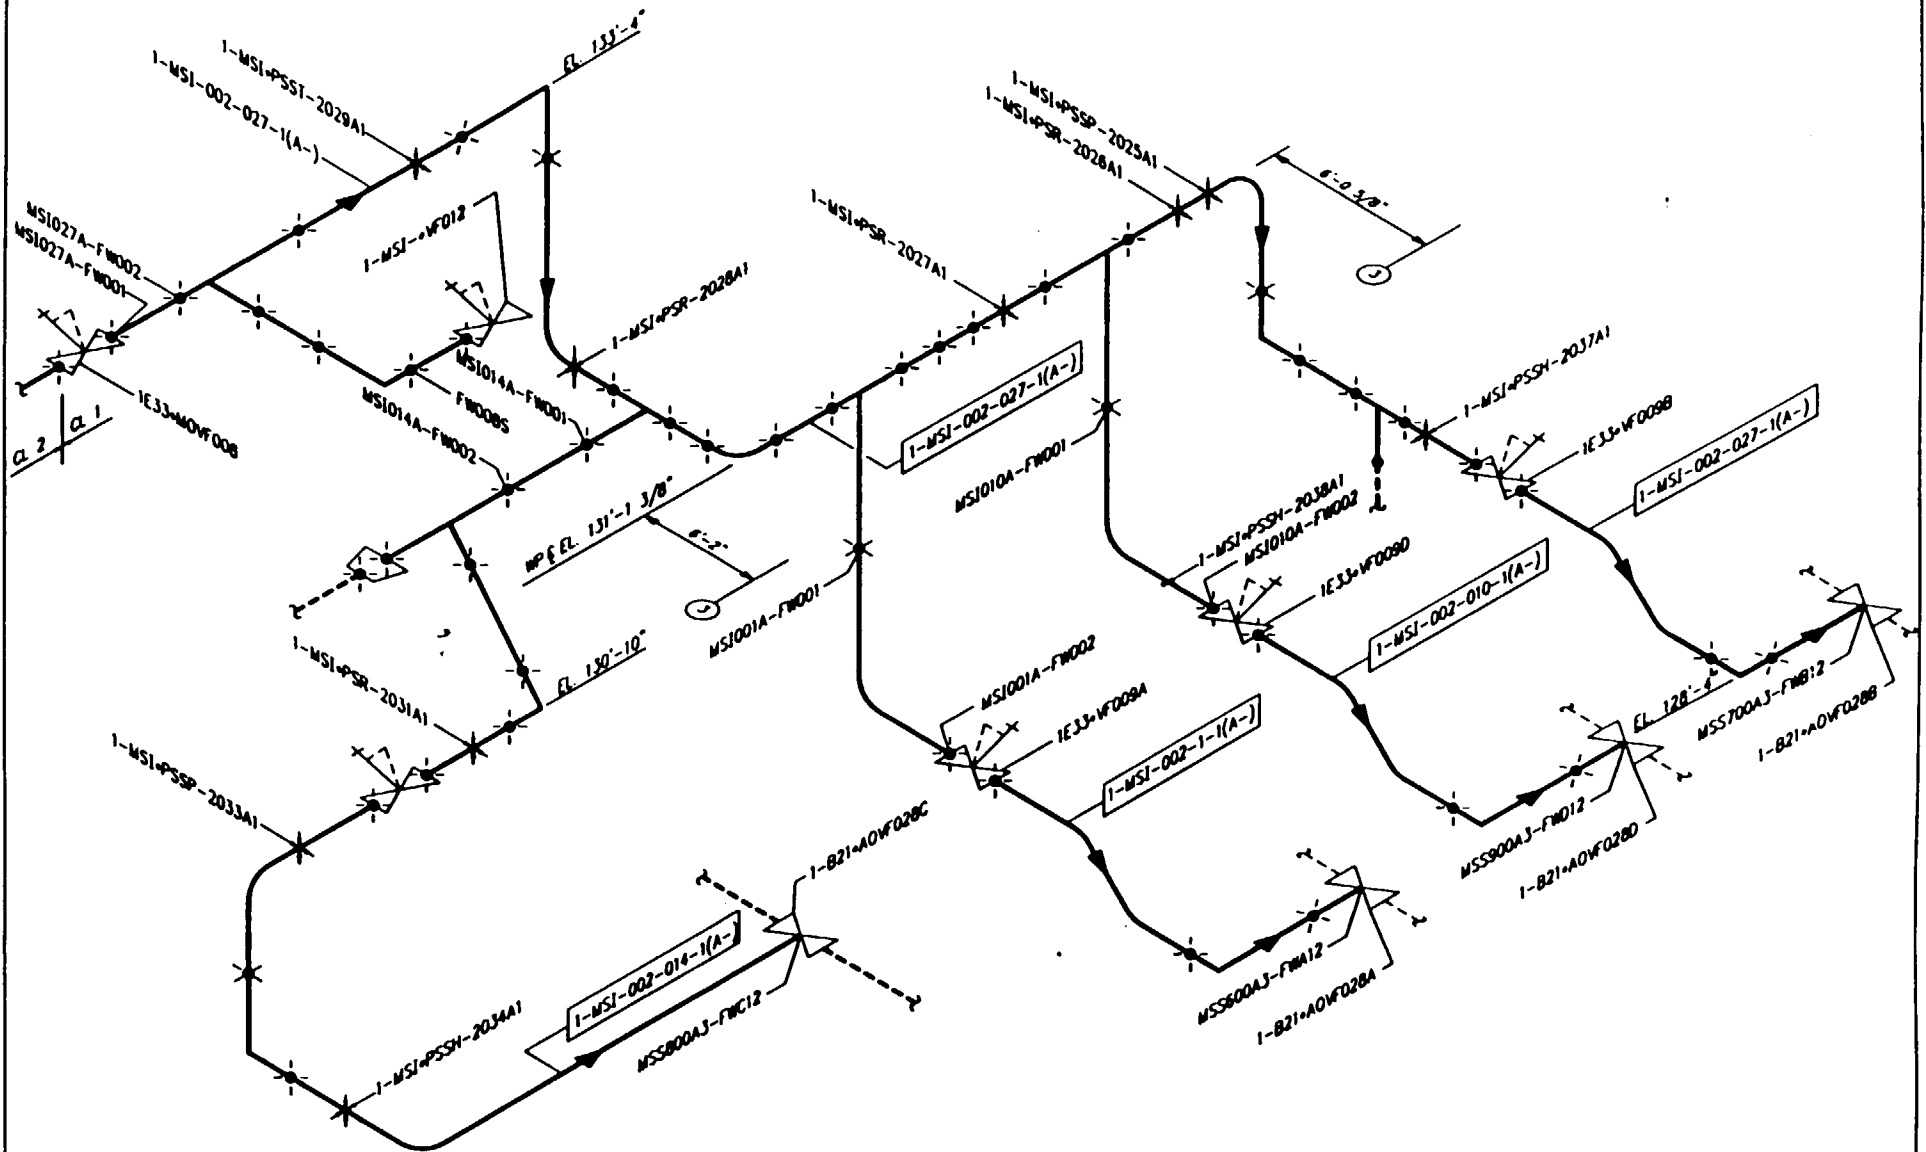 EL. 133'-4"
1-MSI*PSST-2029A1
1-MSI-002-027-1(A-)
MSI027A-FW002
MSI027A-FW001
1-MSI-*VF012
1-MSI*PSR-2028A1
1-MSI*PSSP-2025A1
1-MSI*PSR-2026A1
1-MSI*PSR-2027A1
6'-0 3/8"
J
1E33*MOVF008
CL 2
CL 1
MSI014A-FW001
FW008S
MSI014A-FW002
1-MSI-002-027-1(A-)
MSI010A-FW001
1-MSI*PSSH-2037A1
1E33*VF009B
1-MSI-002-027-1(A-)
WP ℄ EL. 131'-1 3/8"
6'-2"
J
MSI001A-FW001
1-MSI*PSSH-2038A1
MSI010A-FW002
1E33*VF009D
1-MSI-002-010-1(A-)
1-MSI*PSR-2031A1
EL. 130'-10"
MSI001A-FW002
1E33*VF009A
1-MSI-002-1-1(A-)
EL. 128'-4"
MSS700A3-FWB12
1-B21*AOVF028B
1-MSI*PSSP-2033A1
1-B21*AOVF028C
MSS900A3-FWD12
1-B21*AOVF028D
1-MSI-002-014-1(A-)
MSS800A3-FWC12
MSS600A3-FWA12
1-B21*AOVF028A
1-MSI*PSSH-2034A1